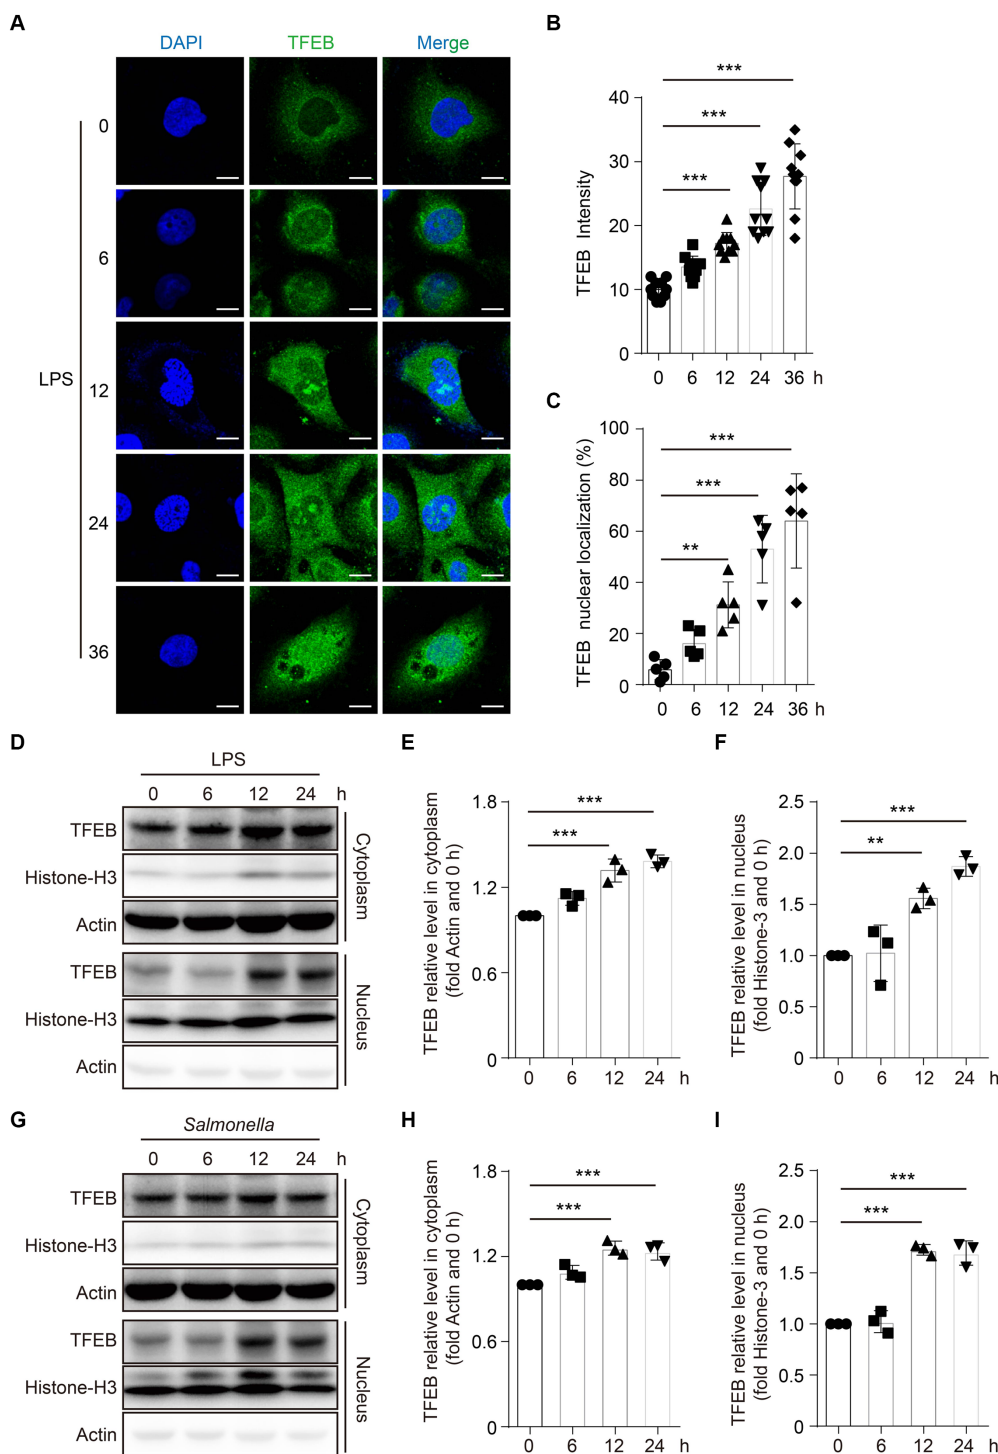 A
DAPI TFEB Merge
LPS
0
6
12
24
36
B
TFEB Intensity
40
30
20
10
0
*** 
***
***
0 6 12 24 36 h
C
TFEB nuclear localization (%)
100
80
60
40
20
0
***
***
**
0 6 12 24 36 h
D
LPS
0 6 12 24 h
TFEB
Histone-H3
Actin
Cytoplasm
TFEB
Histone-H3
Actin
Nucleus
E
TFEB relative level in cytoplasm
(fold Actin and 0 h)
1.8
1.2
0.6
0
***
***
0 6 12 24 h
F
TFEB relative level in nucleus
(fold Histone-3 and 0 h)
2.5
2.0
1.5
1.0
0.5
0
***
**
0 6 12 24 h
G
Salmonella
0 6 12 24 h
TFEB
Histone-H3
Actin
Cytoplasm
TFEB
Histone-H3
Actin
Nucleus
H
TFEB relative level in cytoplasm
(fold Actin and 0 h)
1.8
1.2
0.6
0
***
***
0 6 12 24 h
I
TFEB relative level in nucleus
(fold Histone-3 and 0 h)
2.5
2.0
1.5
1.0
0.5
0
***
***
0 6 12 24 h